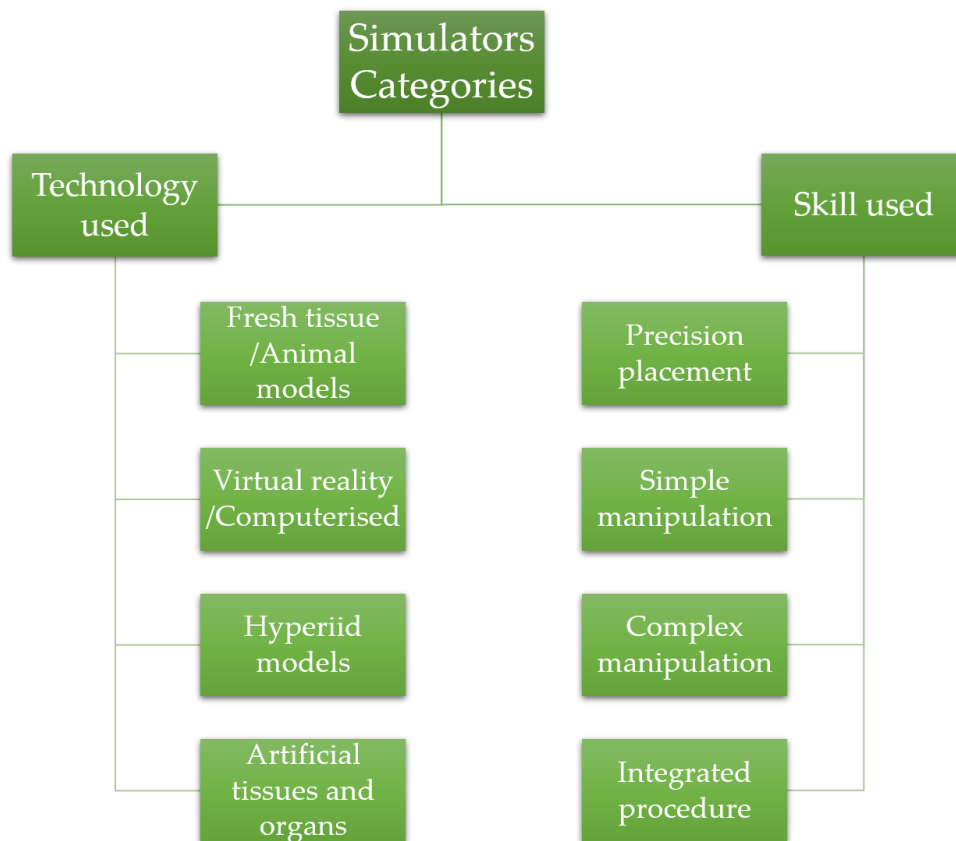 Simulators
Categories
Technology
used
Skill used
Fresh tissue
/Animal
models
Precision
placement
Virtual reality
/Computerised
Simple
manipulation
Hyperiid
models
Complex
manipulation
Artificial
tissues and
organs
Integrated
procedure